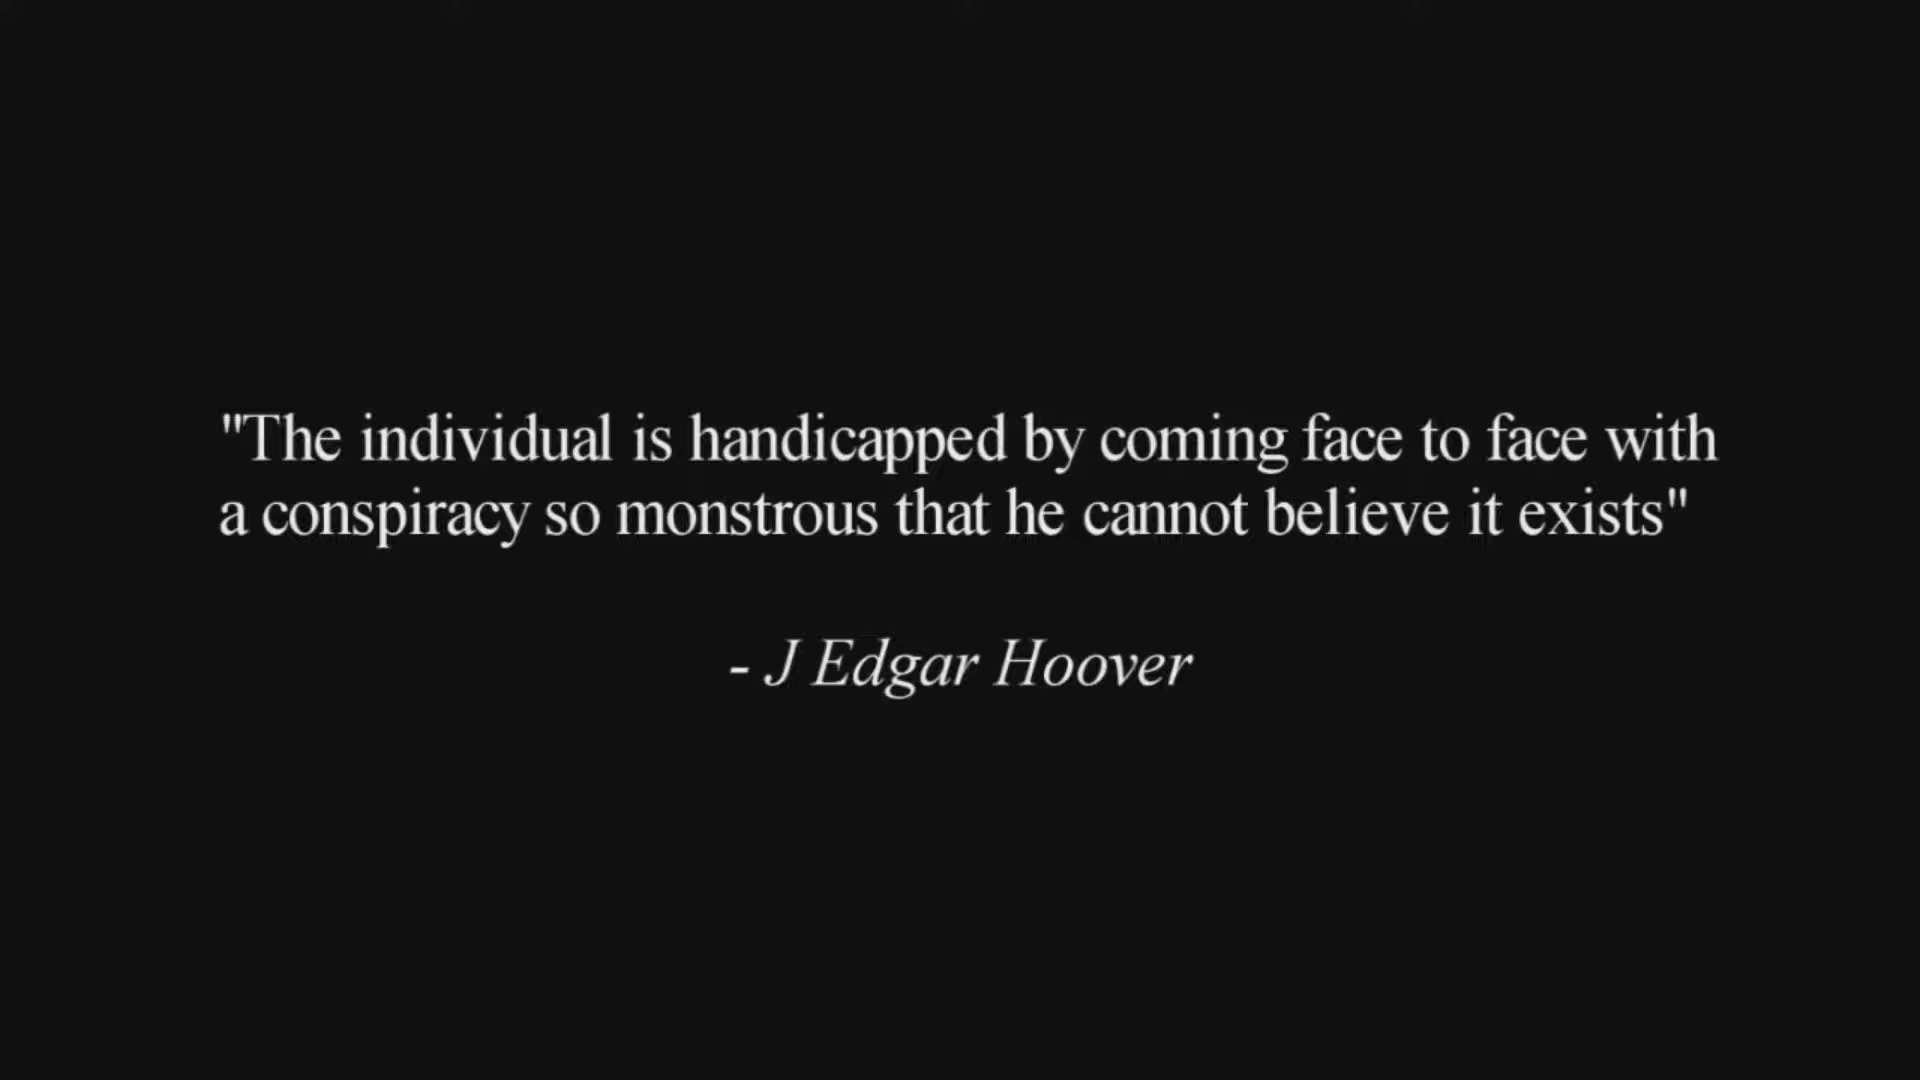 "The individual is handicapped by coming face to face with
a conspiracy so monstrous that he cannot believe it exists"
- J Edgar Hoover